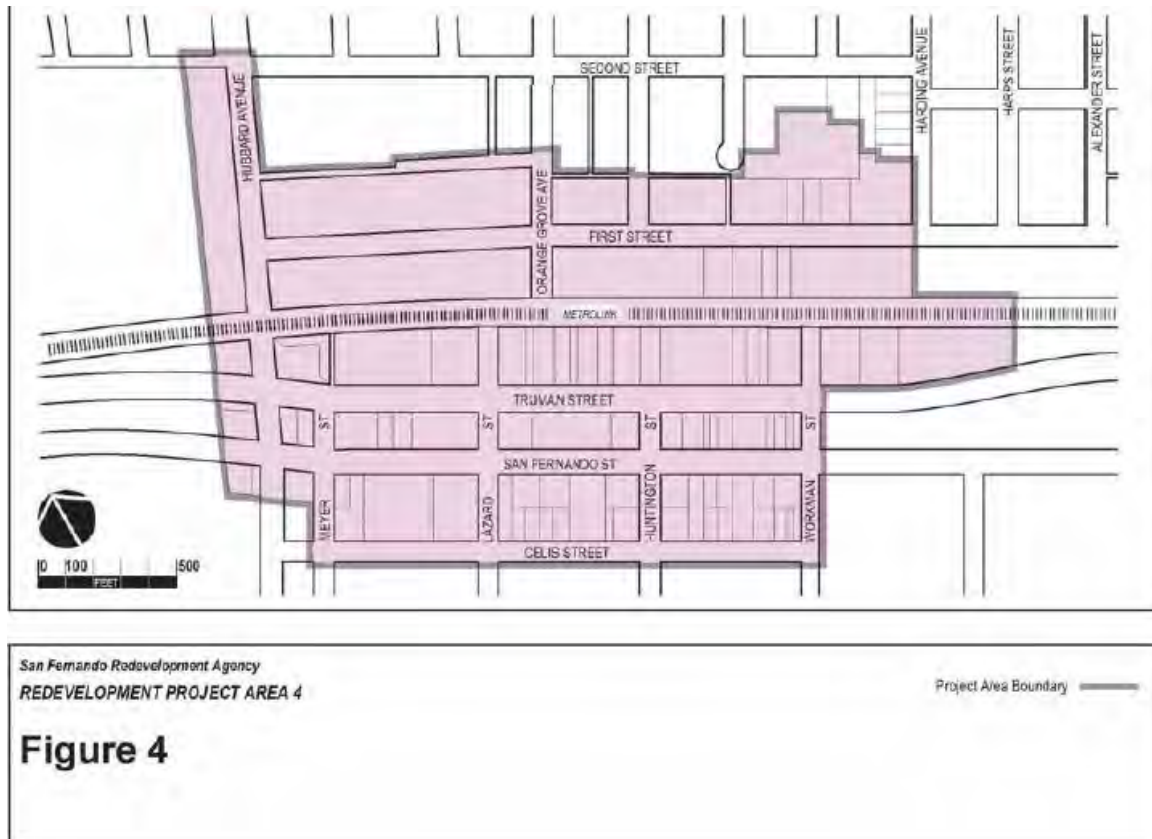 SECOND STREET
HUBBARD AVENUE
HARDING AVENUE
HARPS STREET
ALEXANDER STREET
ORANGE GROVE AVE
FIRST STREET
METROLINK
TRUVAN STREET
ST
ST
ST
ST
SAN FERNANDO ST
MEYER
LAZARD
HUNTINGTON
WORKMAN
CELIS STREET
0 100 500
FEET
San Fernando Redevelopment Agency
REDEVELOPMENT PROJECT AREA 4
Project Area Boundary
Figure 4